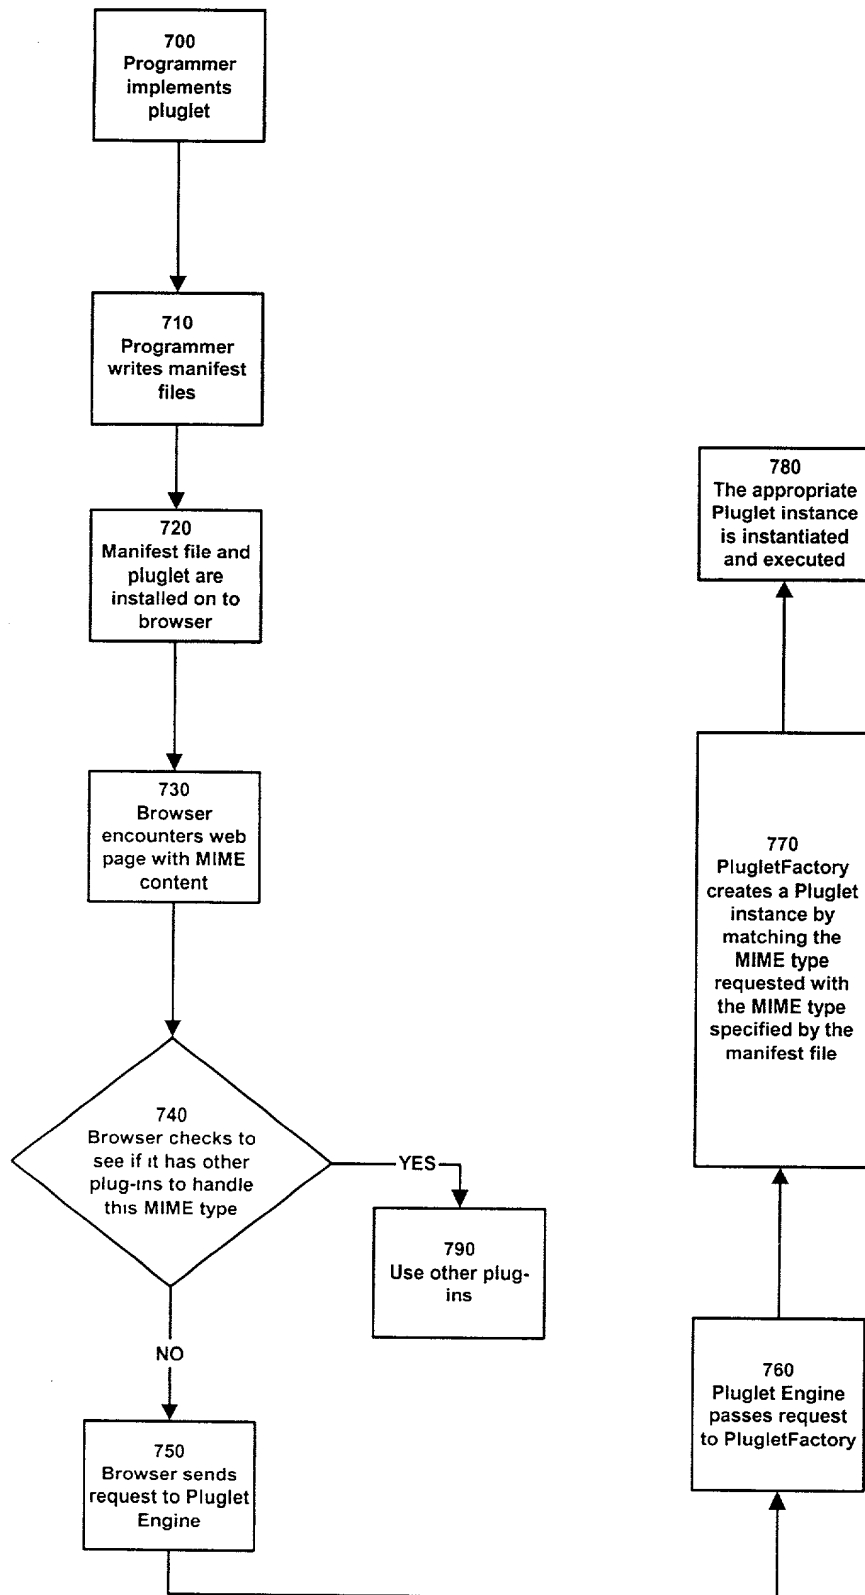 700
Programmer
implements
pluglet
710
Programmer
writes manifest
files
720
Manifest file and
pluglet are
installed on to
browser
730
Browser
encounters web
page with MIME
content
740
Browser checks to
see if it has other
plug-ins to handle
this MIME type
YES
790
Use other plug-
ins
NO
750
Browser sends
request to Pluglet
Engine
760
Pluglet Engine
passes request
to PlugletFactory
770
PlugletFactory
creates a Pluglet
instance by
matching the
MIME type
requested with
the MIME type
specified by the
manifest file
780
The appropriate
Pluglet instance
is instantiated
and executed